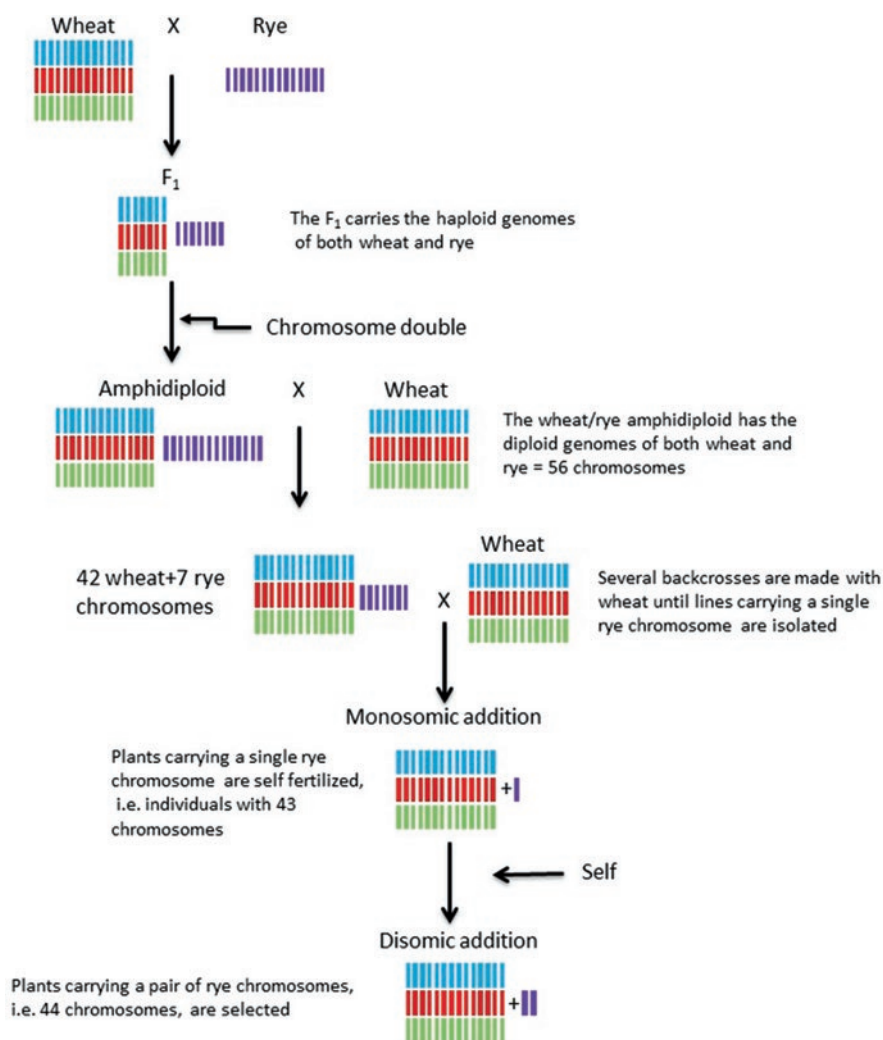 Wheat X Rye
F1
The F1 carries the haploid genomes
of both wheat and rye
Chromosome double
Amphidiploid X Wheat
The wheat/rye amphidiploid has the
diploid genomes of both wheat and
rye = 56 chromosomes
42 wheat+7 rye
chromosomes
X
Wheat
Several backcrosses are made with
wheat until lines carrying a single
rye chromosome are isolated
Monosomic addition
Plants carrying a single rye
chromosome are self fertilized,
i.e. individuals with 43
chromosomes
+
Self
Disomic addition
Plants carrying a pair of rye chromosomes,
i.e. 44 chromosomes, are selected
+